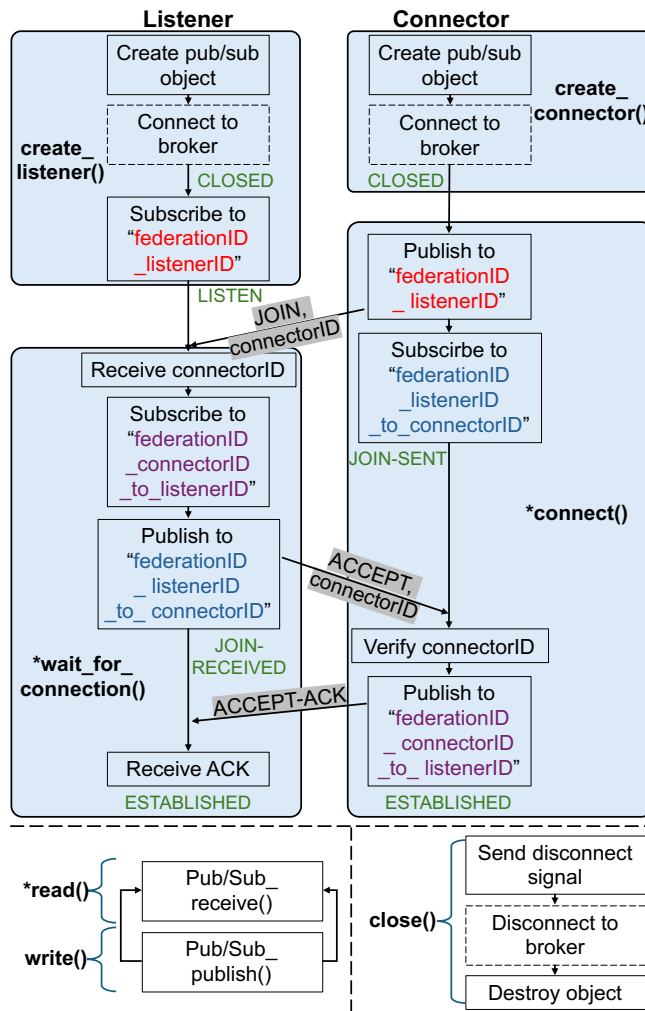 Listener
Create pub/sub
object
Connect to
broker
create_
listener()
CLOSED
Subscribe to
“federationID
_listenerID”
LISTEN
Connector
Create pub/sub
object
Connect to
broker
create_
connector()
CLOSED
Publish to
“federationID
_ listenerID”
JOIN,
connectorID
Subscirbe to
“federationID
_listenerID
_to_connectorID”
JOIN-SENT
*connect()
Receive connectorID
Subscribe to
“federationID
_connectorID
_to_listenerID”
Publish to
“federationID
_ listenerID
_to_ connectorID”
ACCEPT,
connectorID
JOIN-
RECEIVED
*wait_for_
connection()
Verify connectorID
Publish to
“federationID
_ connectorID
_to_ listenerID”
ACCEPT-ACK
Receive ACK
ESTABLISHED
ESTABLISHED
*read()
Pub/Sub_
receive()
write()
Pub/Sub_
publish()
close()
Send disconnect
signal
Disconnect to
broker
Destroy object